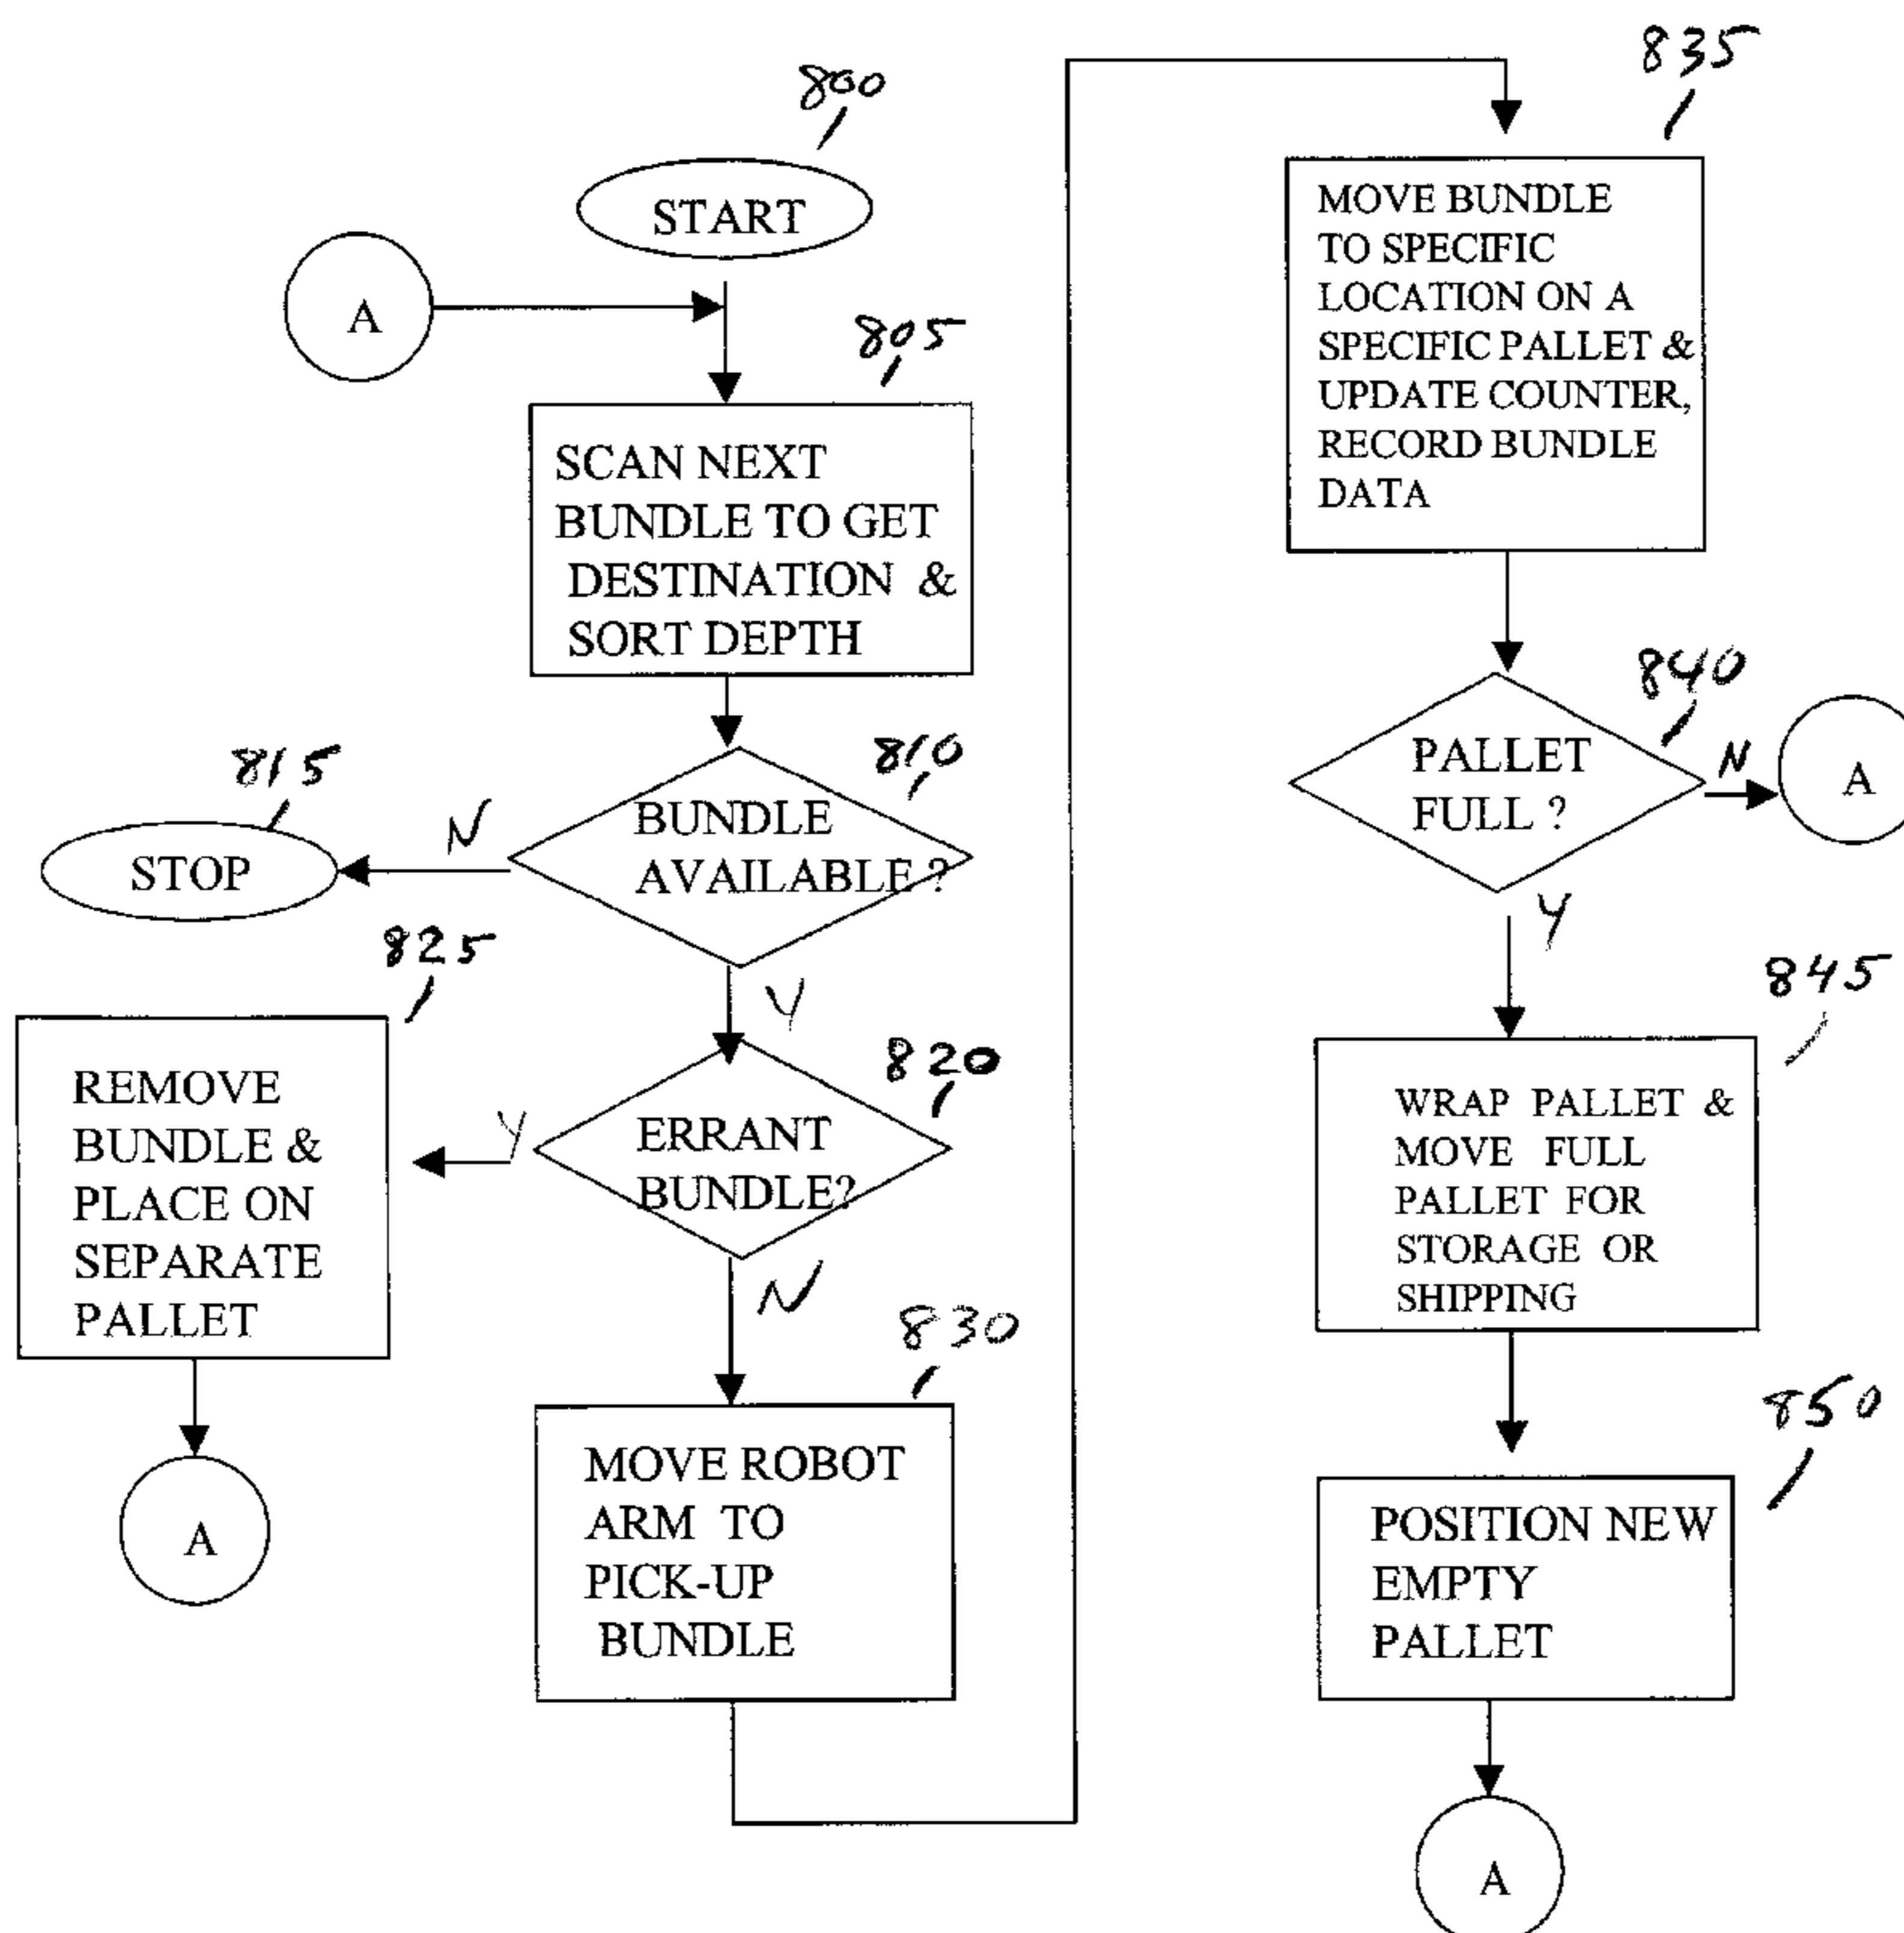 800
START
A
805
SCAN NEXT
BUNDLE TO GET
DESTINATION &
SORT DEPTH
810
BUNDLE
AVAILABLE ?
N
815
STOP
Y
820
ERRANT
BUNDLE?
Y
825
REMOVE
BUNDLE &
PLACE ON
SEPARATE
PALLET
A
N
830
MOVE ROBOT
ARM TO
PICK-UP
BUNDLE
835
MOVE BUNDLE
TO SPECIFIC
LOCATION ON A
SPECIFIC PALLET &
UPDATE COUNTER,
RECORD BUNDLE
DATA
840
PALLET
FULL ?
N
A
Y
845
WRAP PALLET &
MOVE FULL
PALLET FOR
STORAGE OR
SHIPPING
850
POSITION NEW
EMPTY
PALLET
A